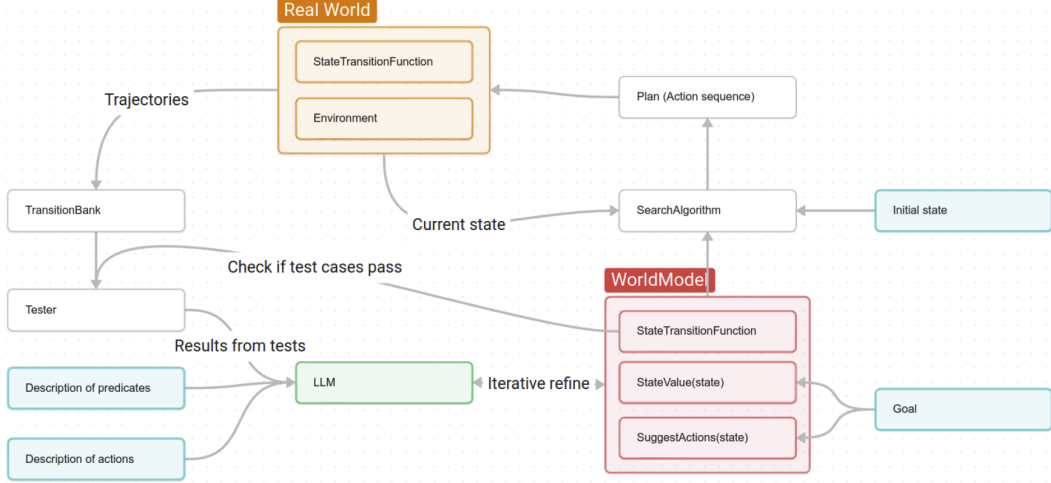 Real World
StateTransitionFunction
Environment
Trajectories
Plan (Action sequence)
TransitionBank
Current state
SearchAlgorithm
Initial state
Check if test cases pass
WorldModel
Tester
StateTransitionFunction
Results from tests
Description of predicates
LLM
Iterative refine
StateValue(state)
Goal
SuggestActions(state)
Description of actions